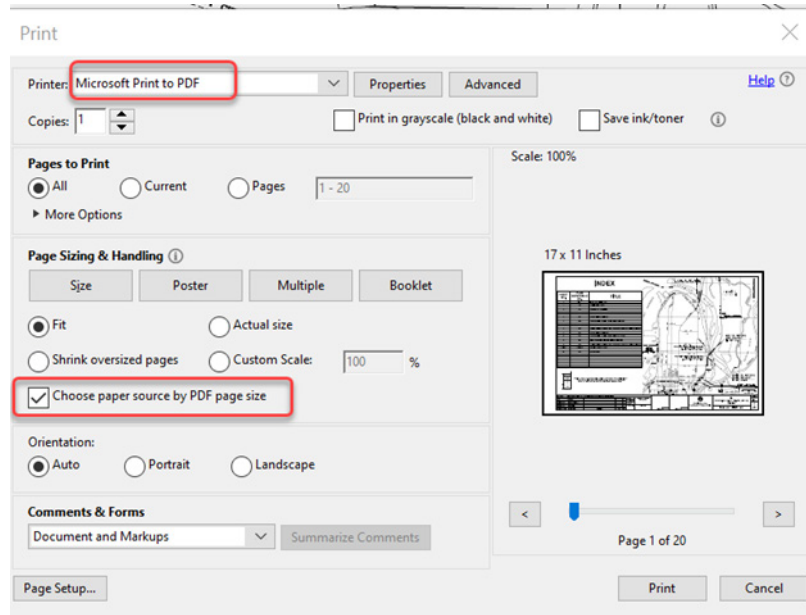 Print
Printer: Microsoft Print to PDF Properties Advanced Help
Copies: 1 Print in grayscale (black and white) Save ink/toner
Pages to Print
All Current Pages 1 - 20
More Options
Page Sizing & Handling
Size Poster Multiple Booklet
Fit Actual size
Shrink oversized pages Custom Scale: 100 %
Choose paper source by PDF page size
Orientation:
Auto Portrait Landscape
Comments & Forms
Document and Markups Summarize Comments
Page Setup...
Scale: 100%
17 x 11 Inches
INDEX
TITLE
< >
Page 1 of 20
Print Cancel